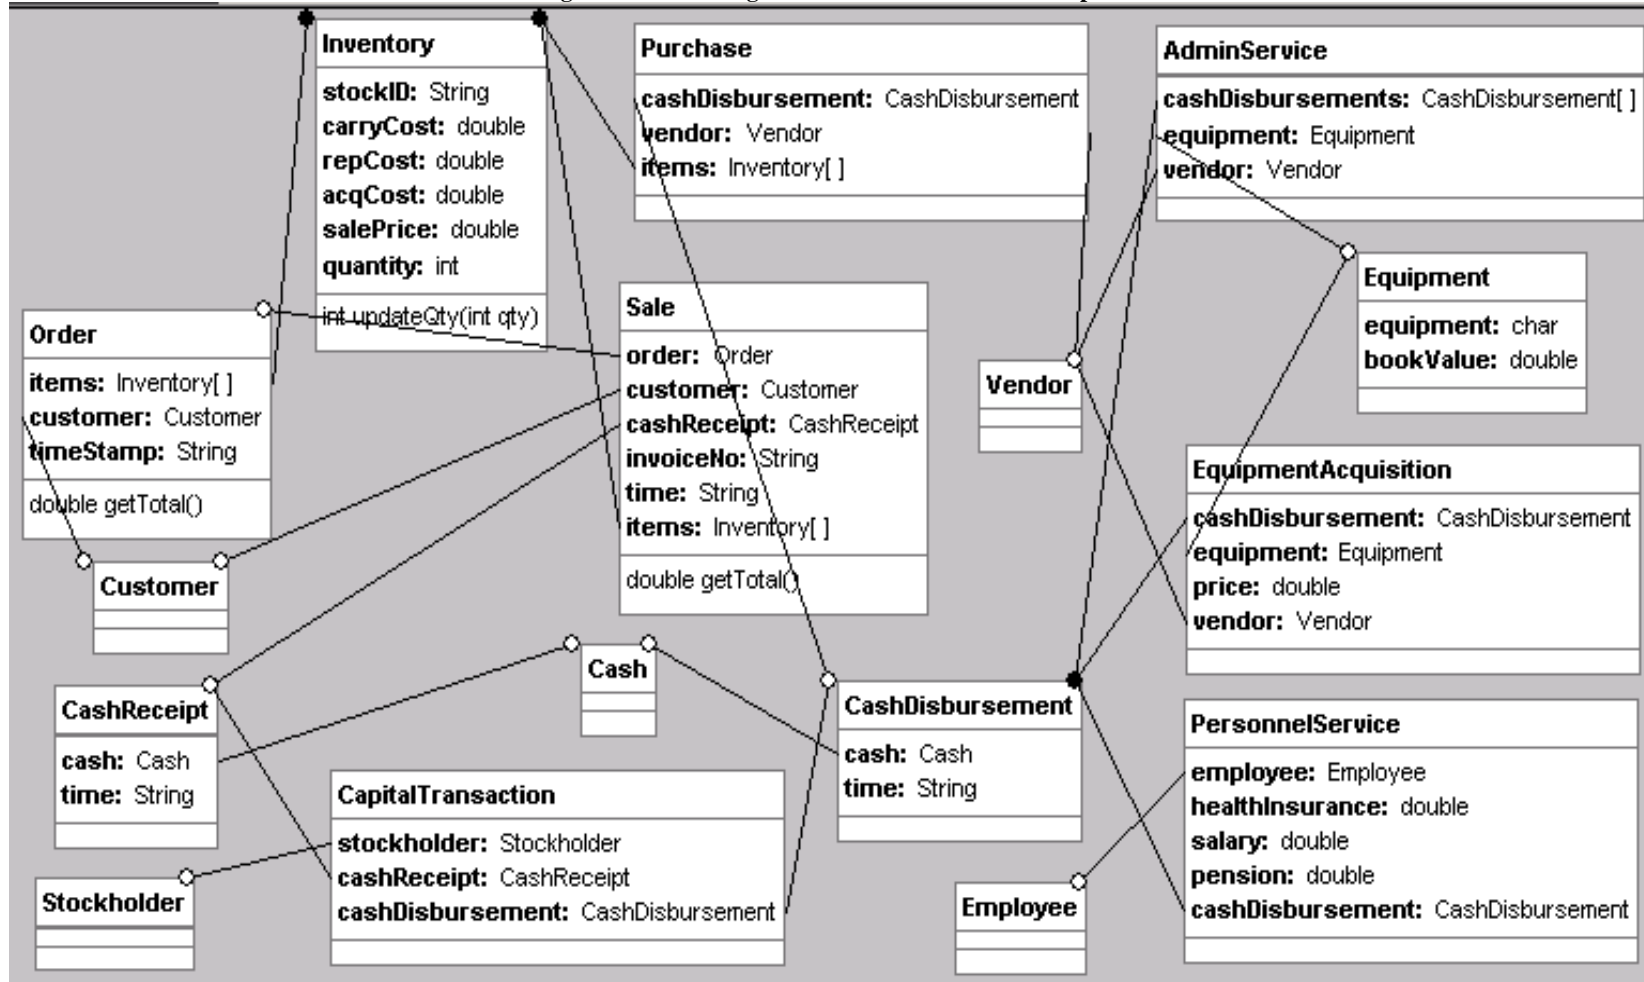 Inventory
stockID: String
carryCost: double
repCost: double
acqCost: double
salePrice: double
quantity: int
int updateQty(int qty)
Purchase
cashDisbursement: CashDisbursement
vendor: Vendor
items: Inventory[ ]
AdminService
cashDisbursements: CashDisbursement[ ]
equipment: Equipment
vendor: Vendor
Equipment
equipment: char
bookValue: double
Order
items: Inventory[ ]
customer: Customer
timeStamp: String
double getTotal()
Sale
order: Order
customer: Customer
cashReceipt: CashReceipt
invoiceNo: String
time: String
items: Inventory[ ]
double getTotal()
Vendor
EquipmentAcquisition
cashDisbursement: CashDisbursement
equipment: Equipment
price: double
vendor: Vendor
Customer
Cash
CashReceipt
cash: Cash
time: String
CashDisbursement
cash: Cash
time: String
PersonnelService
employee: Employee
healthInsurance: double
salary: double
pension: double
cashDisbursement: CashDisbursement
CapitalTransaction
stockholder: Stockholder
cashReceipt: CashReceipt
cashDisbursement: CashDisbursement
Stockholder
Employee